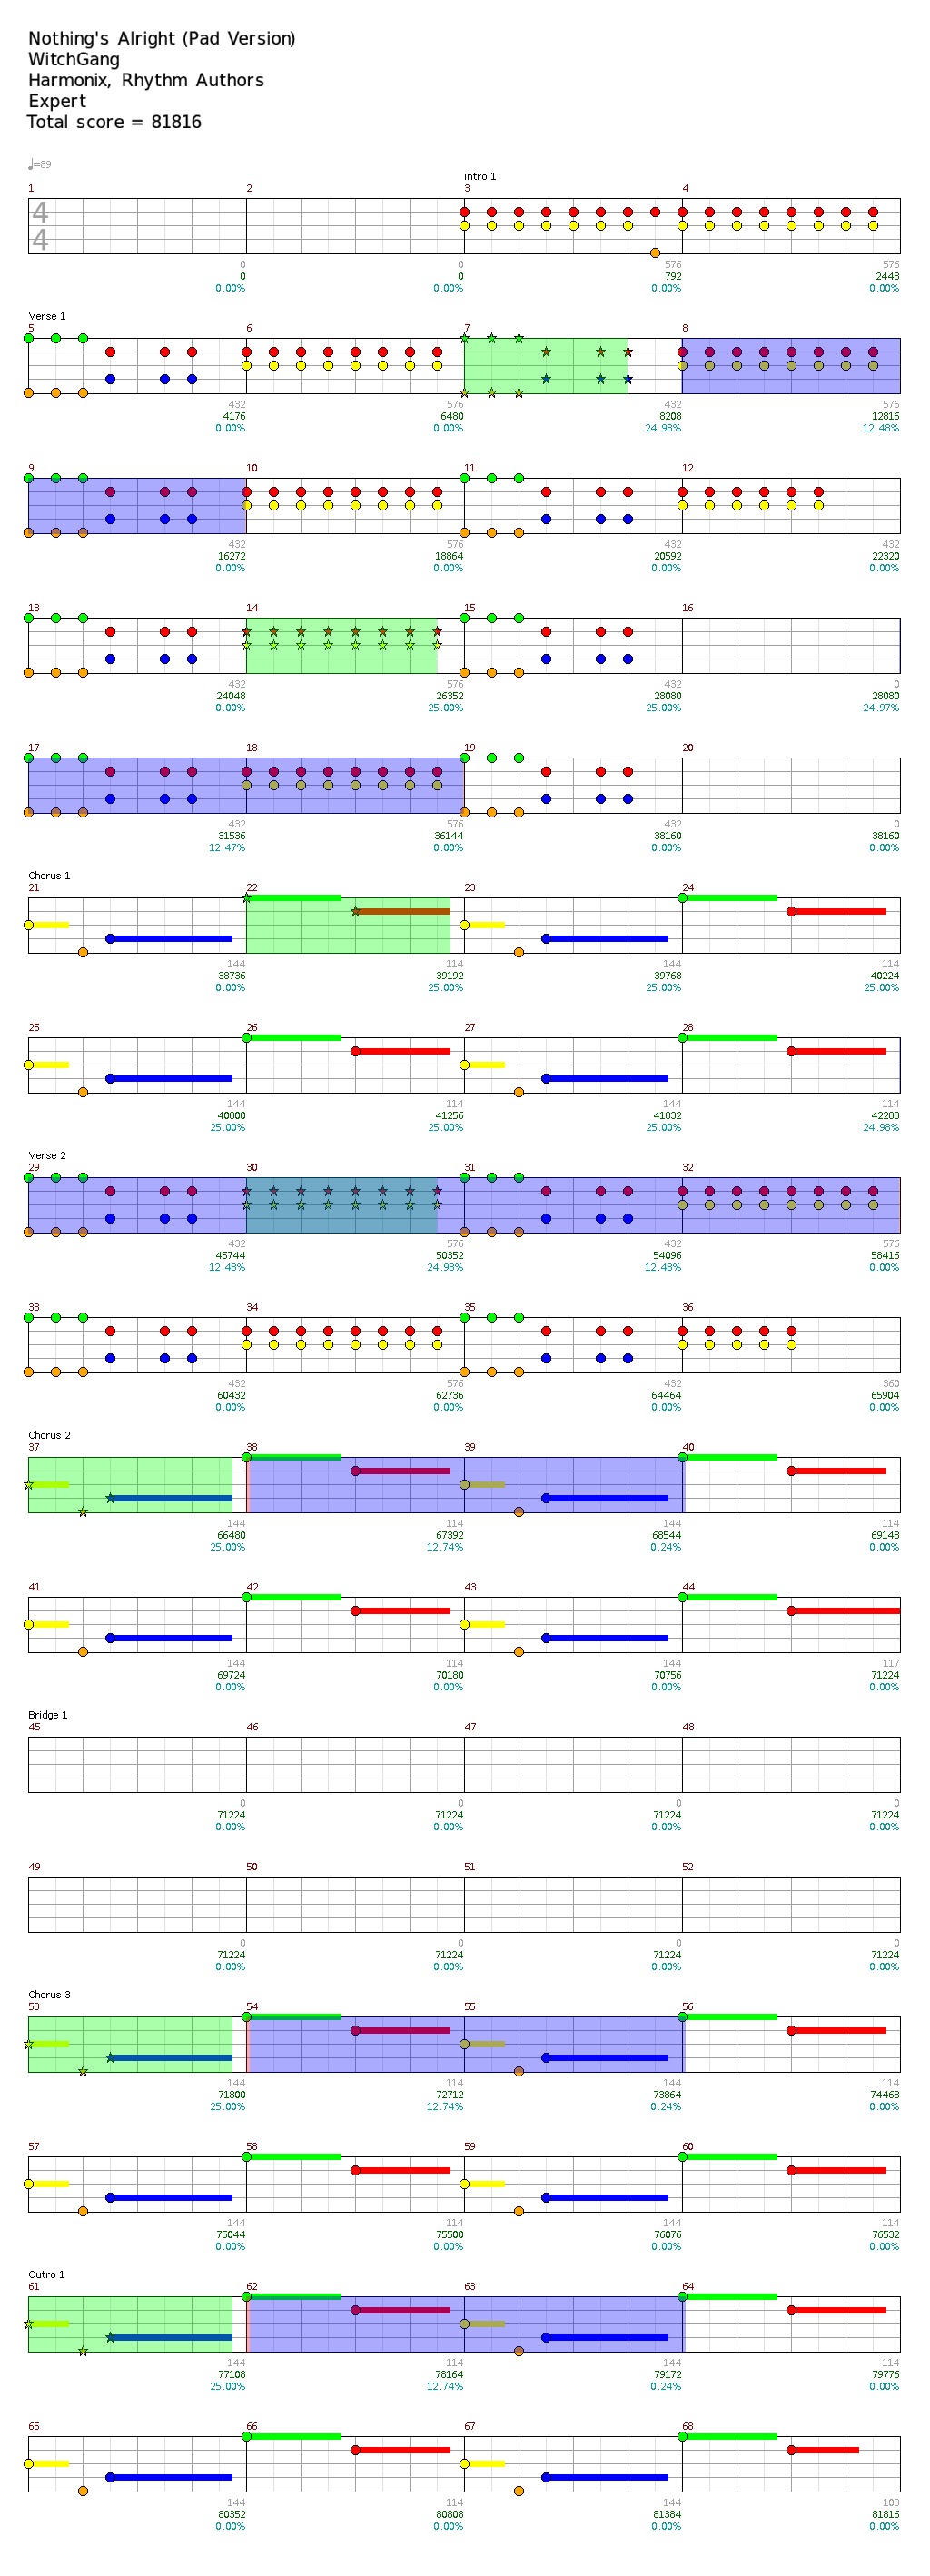 Nothing's Alright (Pad Version)
WitchGang
Harmonix, Rhythm Authors
Expert
Total score = 81816
♩=89
intro 1
1 2 3 4
4
4
0 0 576 576
0 0 792 2448
0.00% 0.00% 0.00% 0.00%
Verse 1
5 6 7 8
432 576 432 576
4176 6480 8208 12816
0.00% 0.00% 24.98% 12.48%
9 10 11 12
432 576 432 432
16272 18864 20592 22320
0.00% 0.00% 0.00% 0.00%
13 14 15 16
432 576 432 0
24048 26352 28080 28080
0.00% 25.00% 25.00% 24.97%
17 18 19 20
432 576 432 0
31536 36144 38160 38160
12.47% 0.00% 0.00% 0.00%
Chorus 1
21 22 23 24
144 114 144 114
38736 39192 39768 40224
0.00% 25.00% 25.00% 25.00%
25 26 27 28
144 114 144 114
40800 41256 41832 42288
25.00% 25.00% 25.00% 24.98%
Verse 2
29 30 31 32
432 576 432 576
45744 50352 54096 58416
12.48% 24.98% 12.48% 0.00%
33 34 35 36
432 576 432 360
60432 62736 64464 65904
0.00% 0.00% 0.00% 0.00%
Chorus 2
37 38 39 40
144 114 144 114
66480 67392 68544 69148
25.00% 12.74% 0.24% 0.00%
41 42 43 44
144 114 144 117
69724 70180 70756 71224
0.00% 0.00% 0.00% 0.00%
Bridge 1
45 46 47 48
0 0 0 0
71224 71224 71224 71224
0.00% 0.00% 0.00% 0.00%
49 50 51 52
0 0 0 0
71224 71224 71224 71224
0.00% 0.00% 0.00% 0.00%
Chorus 3
53 54 55 56
144 114 144 114
71800 72712 73864 74468
25.00% 12.74% 0.24% 0.00%
57 58 59 60
144 114 144 114
75044 75500 76076 76532
0.00% 0.00% 0.00% 0.00%
Outro 1
61 62 63 64
144 114 144 114
77108 78164 79172 79776
25.00% 12.74% 0.24% 0.00%
65 66 67 68
144 114 144 108
80352 80808 81384 81816
0.00% 0.00% 0.00% 0.00%